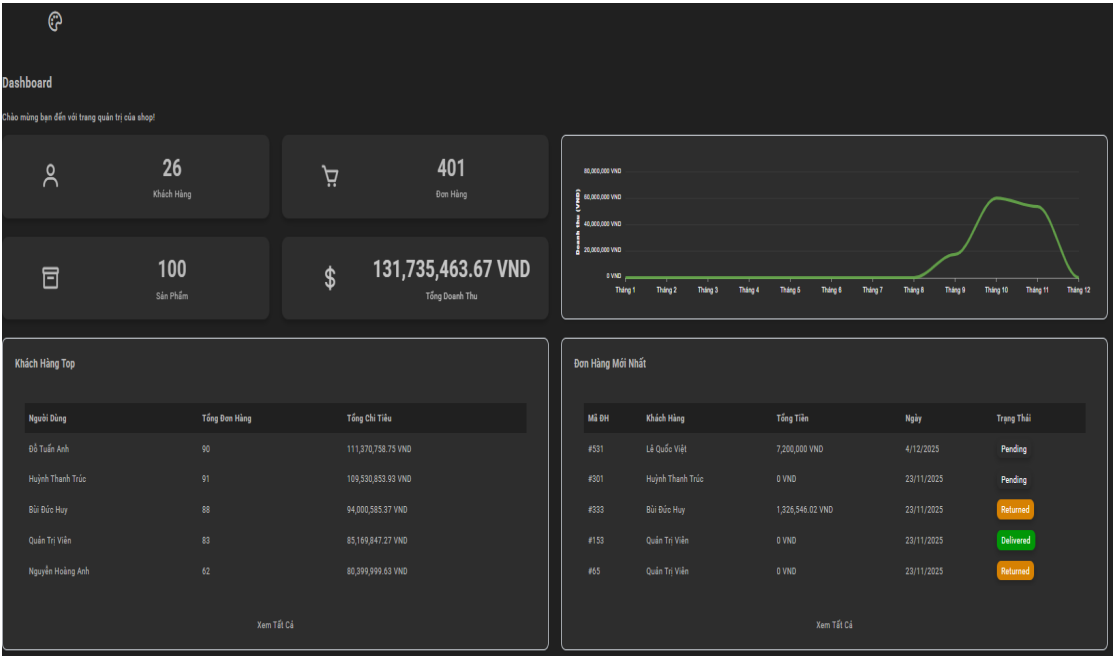 Dashboard
Chào mừng bạn đến với trang quản trị của shop!
26
Khách Hàng
401
Đơn Hàng
100
Sản Phẩm
$
131,735,463.67 VND
Tổng Doanh Thu
Doanh thu (VND)
80,000,000 VND
60,000,000 VND
40,000,000 VND
20,000,000 VND
0 VND
Tháng 1 Tháng 2 Tháng 3 Tháng 4 Tháng 5 Tháng 6 Tháng 7 Tháng 8 Tháng 9 Tháng 10 Tháng 11 Tháng 12
Khách Hàng Top
Người Dùng Tổng Đơn Hàng Tổng Chi Tiêu
Đỗ Tuấn Anh 90 111,370,758.75 VND
Huỳnh Thanh Trúc 91 109,530,853.93 VND
Bùi Đức Huy 88 94,000,585.37 VND
Quản Trị Viên 83 85,169,847.27 VND
Nguyễn Hoàng Anh 62 80,399,999.63 VND
Xem Tất Cả
Đơn Hàng Mới Nhất
Mã ĐH Khách Hàng Tổng Tiền Ngày Trạng Thái
#531 Lê Quốc Việt 7,200,000 VND 4/12/2025 Pending
#301 Huỳnh Thanh Trúc 0 VND 23/11/2025 Pending
#333 Bùi Đức Huy 1,326,546.02 VND 23/11/2025 Returned
#153 Quản Trị Viên 0 VND 23/11/2025 Delivered
#65 Quản Trị Viên 0 VND 23/11/2025 Returned
Xem Tất Cả